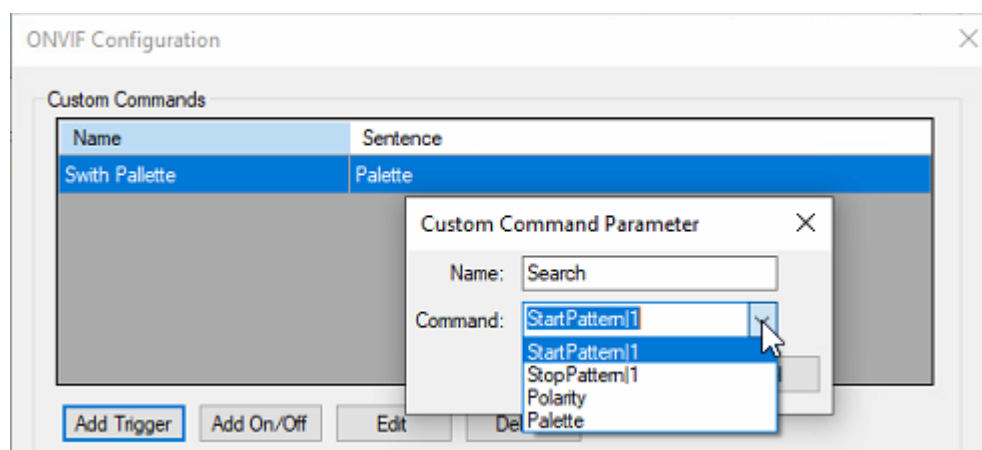 ONVIF Configuration
Custom Commands
Name Sentence
Swith Pallette Palette
Custom Command Parameter
Name: Search
Command: StartPattern|1
StartPattern|1
StopPattern|1
Polarity
Palette
Add Trigger Add On/Off Edit